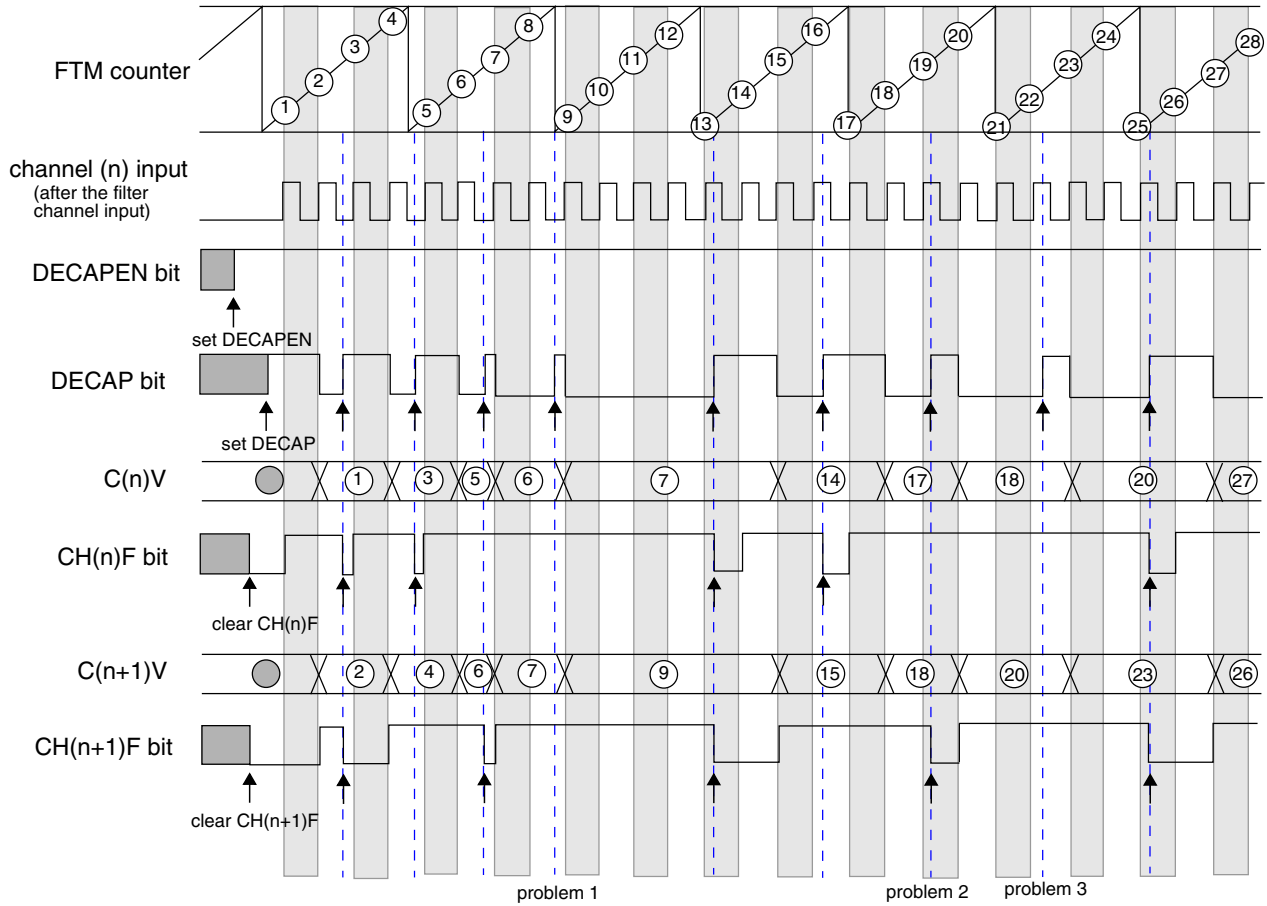 1 2 3 4 5 6 7 8 9 10 11 12 13 14 15 16 17 18 19 20 21 22 23 24 25 26 27 28
FTM counter
channel (n) input
(after the filter
channel input)
DECAPEN bit
set DECAPEN
DECAP bit
set DECAP
C(n)V 1 3 5 6 7 14 17 18 20 27
CH(n)F bit
clear CH(n)F
C(n+1)V 2 4 6 7 9 15 18 20 23 26
CH(n+1)F bit
clear CH(n+1)F
problem 1 problem 2 problem 3